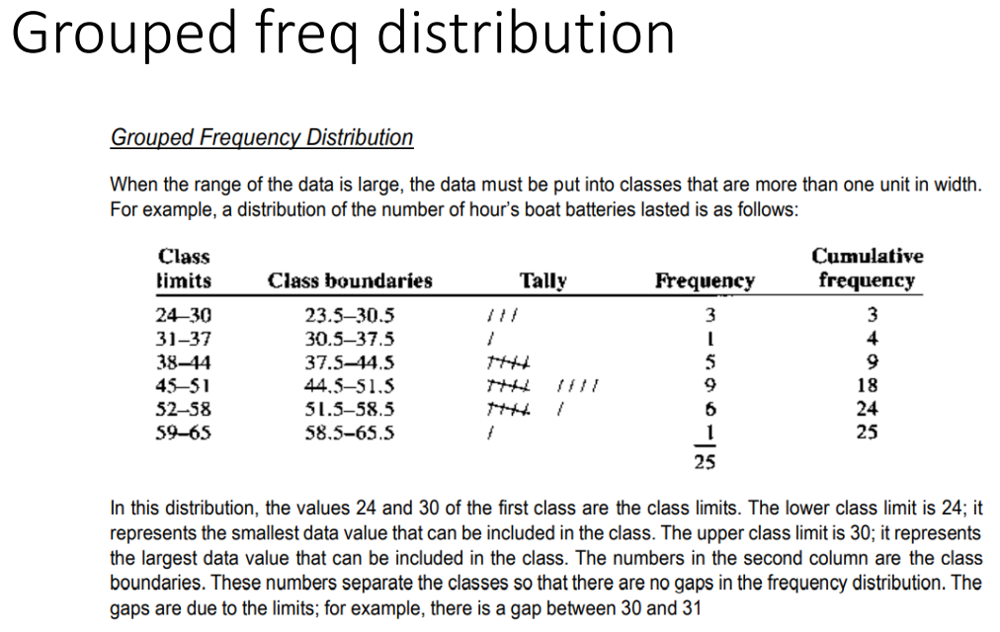 Grouped freq distribution
Grouped Frequency Distribution
When the range of the data is large, the data must be put into classes that are more than one unit in width.
For example, a distribution of the number of hour's boat batteries lasted is as follows:
Class limits Class boundaries Tally Frequency Cumulative frequency
24–30 23.5–30.5 /// 3 3
31–37 30.5–37.5 / 1 4
38–44 37.5–44.5 //// 5 9
45–51 44.5–51.5 //// //// 9 18
52–58 51.5–58.5 //// / 6 24
59–65 58.5–65.5 / 1 25
25
In this distribution, the values 24 and 30 of the first class are the class limits. The lower class limit is 24; it
represents the smallest data value that can be included in the class. The upper class limit is 30; it represents
the largest data value that can be included in the class. The numbers in the second column are the class
boundaries. These numbers separate the classes so that there are no gaps in the frequency distribution. The
gaps are due to the limits; for example, there is a gap between 30 and 31